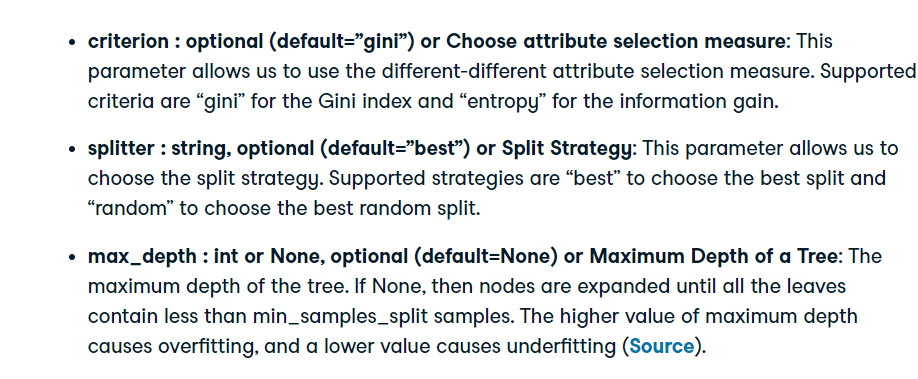 • criterion : optional (default=”gini”) or Choose attribute selection measure: This
parameter allows us to use the different-different attribute selection measure. Supported
criteria are “gini” for the Gini index and “entropy” for the information gain.
• splitter : string, optional (default=”best”) or Split Strategy: This parameter allows us to
choose the split strategy. Supported strategies are “best” to choose the best split and
“random” to choose the best random split.
• max_depth : int or None, optional (default=None) or Maximum Depth of a Tree: The
maximum depth of the tree. If None, then nodes are expanded until all the leaves
contain less than min_samples_split samples. The higher value of maximum depth
causes overfitting, and a lower value causes underfitting (Source).